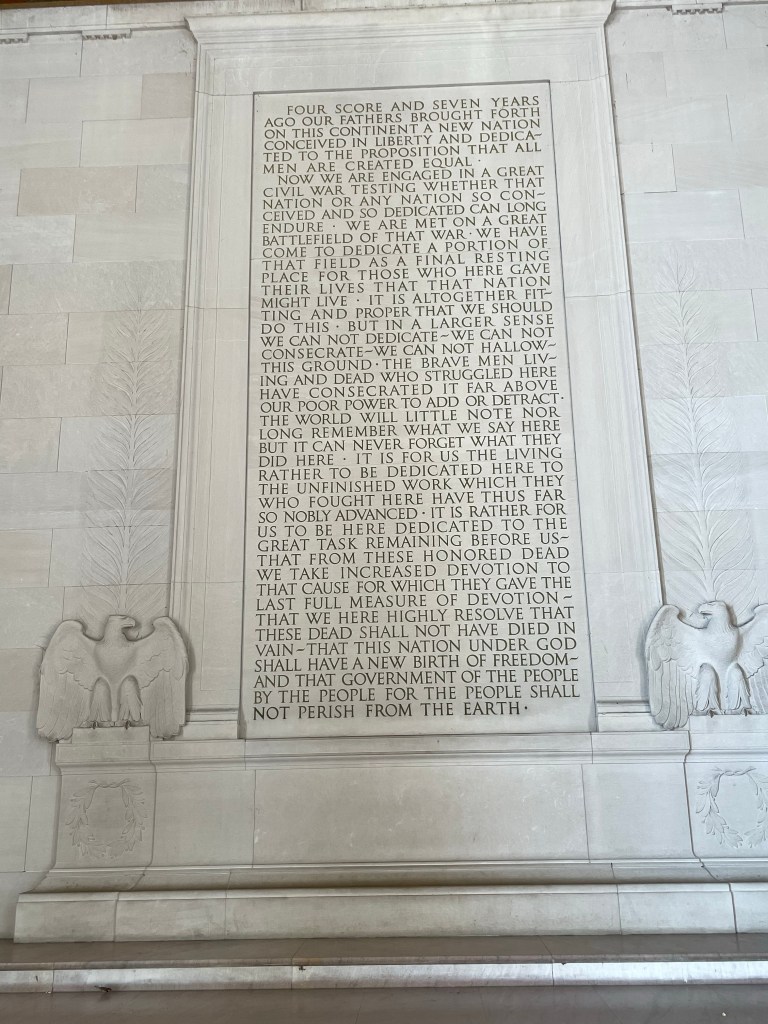 FOUR SCORE AND SEVEN YEARS
AGO OUR FATHERS BROUGHT FORTH
ON THIS CONTINENT A NEW NATION
CONCEIVED IN LIBERTY AND DEDICA~
TED TO THE PROPOSITION THAT ALL
MEN ARE CREATED EQUAL ·
NOW WE ARE ENGAGED IN A GREAT
CIVIL WAR TESTING WHETHER THAT
NATION OR ANY NATION SO CON~
CEIVED AND SO DEDICATED CAN LONG
ENDURE · WE ARE MET ON A GREAT
BATTLEFIELD OF THAT WAR · WE HAVE
COME TO DEDICATE A PORTION OF
THAT FIELD AS A FINAL RESTING
PLACE FOR THOSE WHO HERE GAVE
THEIR LIVES THAT THAT NATION
MIGHT LIVE · IT IS ALTOGETHER FIT~
TING AND PROPER THAT WE SHOULD
DO THIS · BUT IN A LARGER SENSE
WE CAN NOT DEDICATE~WE CAN NOT
CONSECRATE~WE CAN NOT HALLOW~
THIS GROUND · THE BRAVE MEN LIV~
ING AND DEAD WHO STRUGGLED HERE
HAVE CONSECRATED IT FAR ABOVE
OUR POOR POWER TO ADD OR DETRACT ·
THE WORLD WILL LITTLE NOTE NOR
LONG REMEMBER WHAT WE SAY HERE
BUT IT CAN NEVER FORGET WHAT THEY
DID HERE · IT IS FOR US THE LIVING
RATHER TO BE DEDICATED HERE TO
THE UNFINISHED WORK WHICH THEY
WHO FOUGHT HERE HAVE THUS FAR
SO NOBLY ADVANCED · IT IS RATHER FOR
US TO BE HERE DEDICATED TO THE
GREAT TASK REMAINING BEFORE US~
THAT FROM THESE HONORED DEAD
WE TAKE INCREASED DEVOTION TO
THAT CAUSE FOR WHICH THEY GAVE THE
LAST FULL MEASURE OF DEVOTION~
THAT WE HERE HIGHLY RESOLVE THAT
THESE DEAD SHALL NOT HAVE DIED IN
VAIN~THAT THIS NATION UNDER GOD
SHALL HAVE A NEW BIRTH OF FREEDOM~
AND THAT GOVERNMENT OF THE PEOPLE
BY THE PEOPLE FOR THE PEOPLE SHALL
NOT PERISH FROM THE EARTH ·